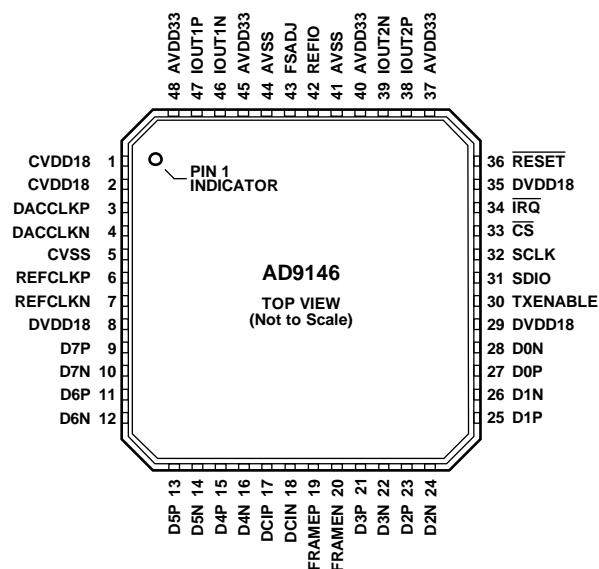 48 AVDD33
47 IOUT1P
46 IOUT1N
45 AVDD33
44 AVSS
43 FSADJ
42 REFIO
41 AVSS
40 AVDD33
39 IOUT2N
38 IOUT2P
37 AVDD33
CVDD18 1
CVDD18 2
DACCLKP 3
DACCLKN 4
CVSS 5
REFCLKP 6
REFCLKN 7
DVDD18 8
D7P 9
D7N 10
D6P 11
D6N 12
PIN 1
INDICATOR
AD9146
TOP VIEW
(Not to Scale)
36 RESET
35 DVDD18
34 IRQ
33 CS
32 SCLK
31 SDIO
30 TXENABLE
29 DVDD18
28 D0N
27 D0P
26 D1N
25 D1P
D5P 13
D5N 14
D4P 15
D4N 16
DCIP 17
DCIN 18
FRAMEP 19
FRAMEN 20
D3P 21
D3N 22
D2P 23
D2N 24